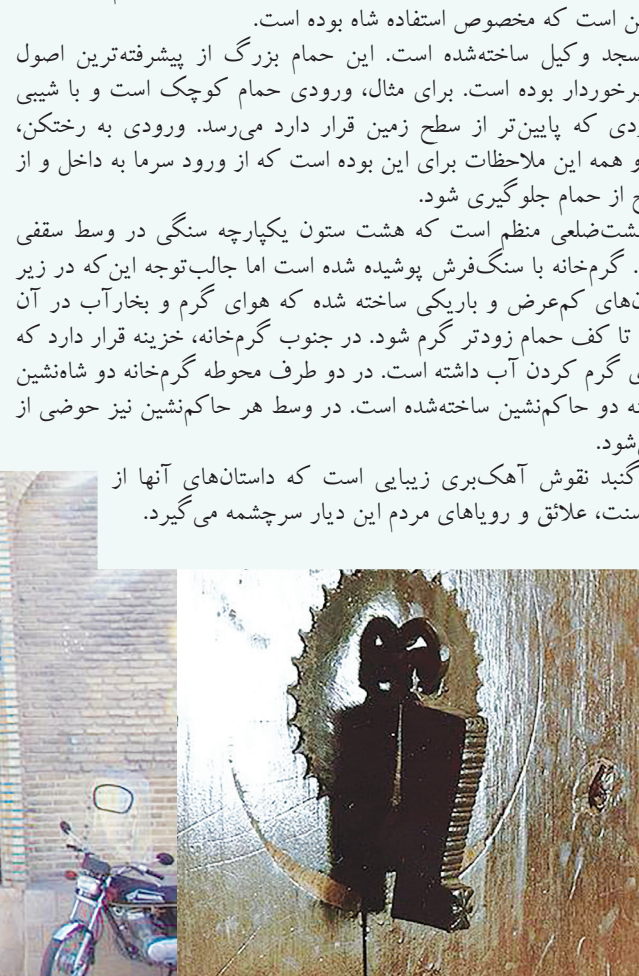 است که مخصوص استفاده شاه بوده است.
وکیل ساخته‌شده است. این حمام بزرگ از پیشرفته‌ترین اصول
برخوردار بوده است. برای مثال، ورودی حمام کوچک است و با شیبی
که پایین‌تر از سطح زمین قرار دارد می‌رسد. ورودی به رختکن،
و همه این ملاحظات برای این بوده است که از ورود سرما به داخل و از
از حمام جلوگیری شود.
هشت‌ضلعی منظم است که هشت ستون یکپارچه سنگی در وسط سقفی
گرم‌خانه با سنگ‌فرش پوشیده شده است اما جالب‌توجه این‌که در زیر
کم‌عرض و باریکی ساخته شده که هوای گرم و بخارآب در آن
تا کف حمام زودتر گرم شود. در جنوب گرم‌خانه، خزینه قرار دارد که
گرم کردن آب داشته است. در دو طرف محوطه گرم‌خانه دو شاه‌نشین
دو حاکم‌نشین ساخته‌شده است. در وسط هر حاکم‌نشین نیز حوضی از
گنبد نقوش آهک‌بری زیبایی است که داستان‌های آنها از
سنت، علائق و رویاهای مردم این دیار سرچشمه می‌گیرد.